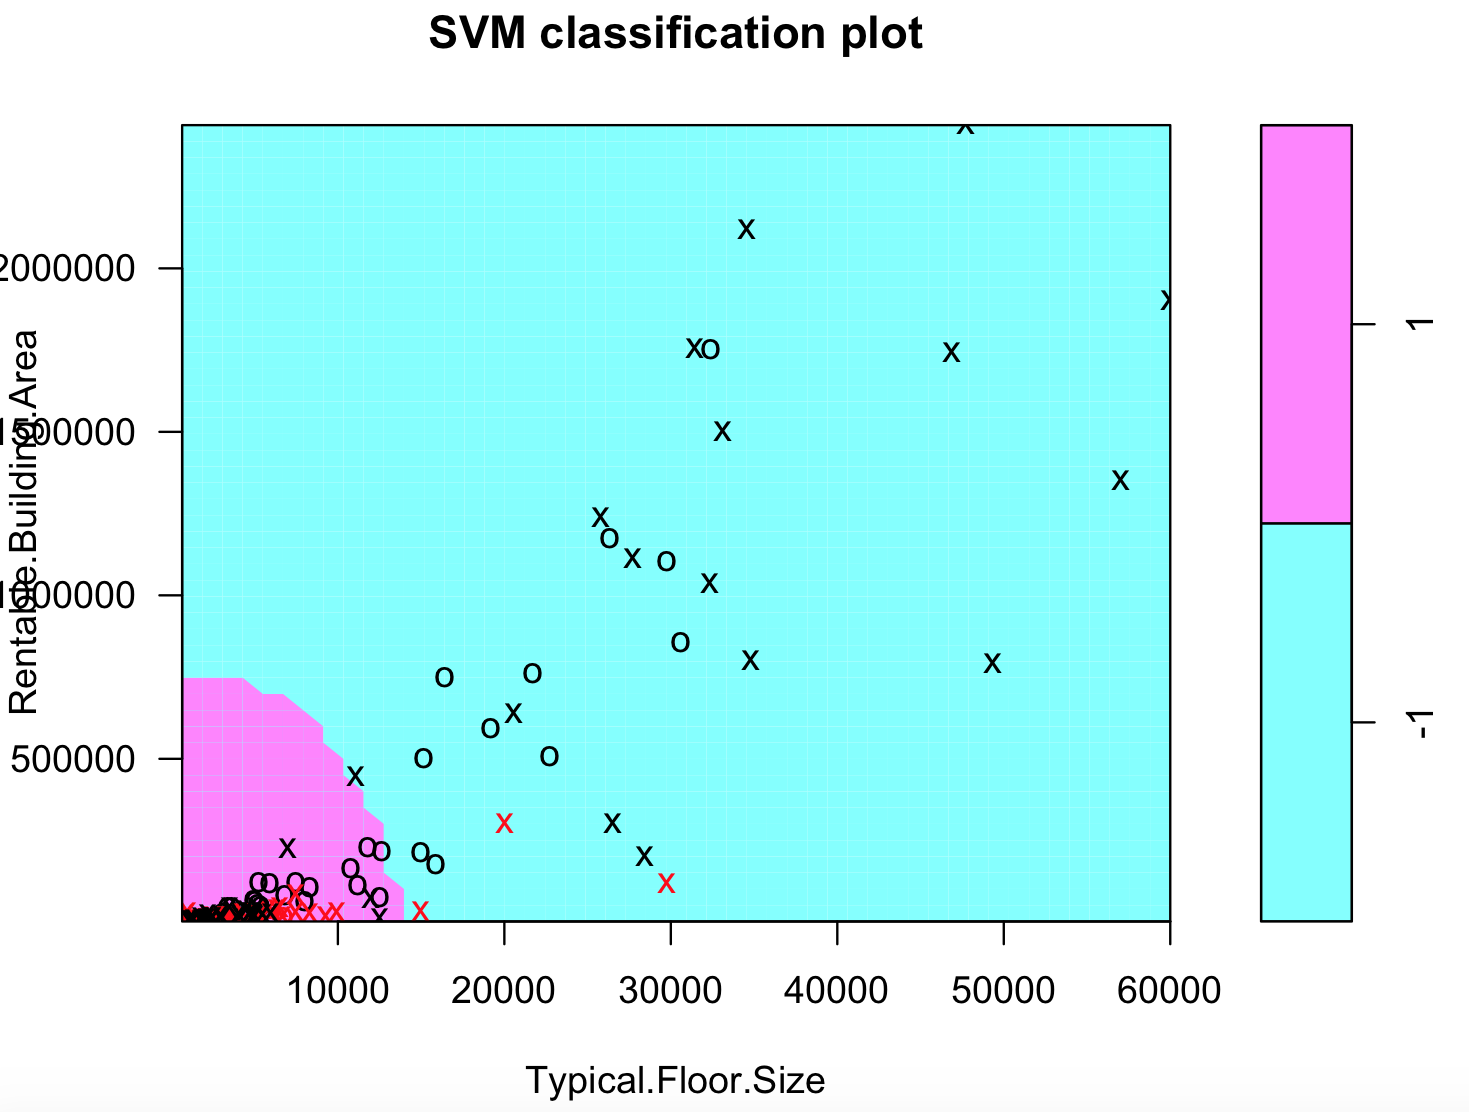 SVM classification plot
2000000
1500000
1000000
500000
Rentable.Building.Area
10000 20000 30000 40000 50000 60000
Typical.Floor.Size
1
-1